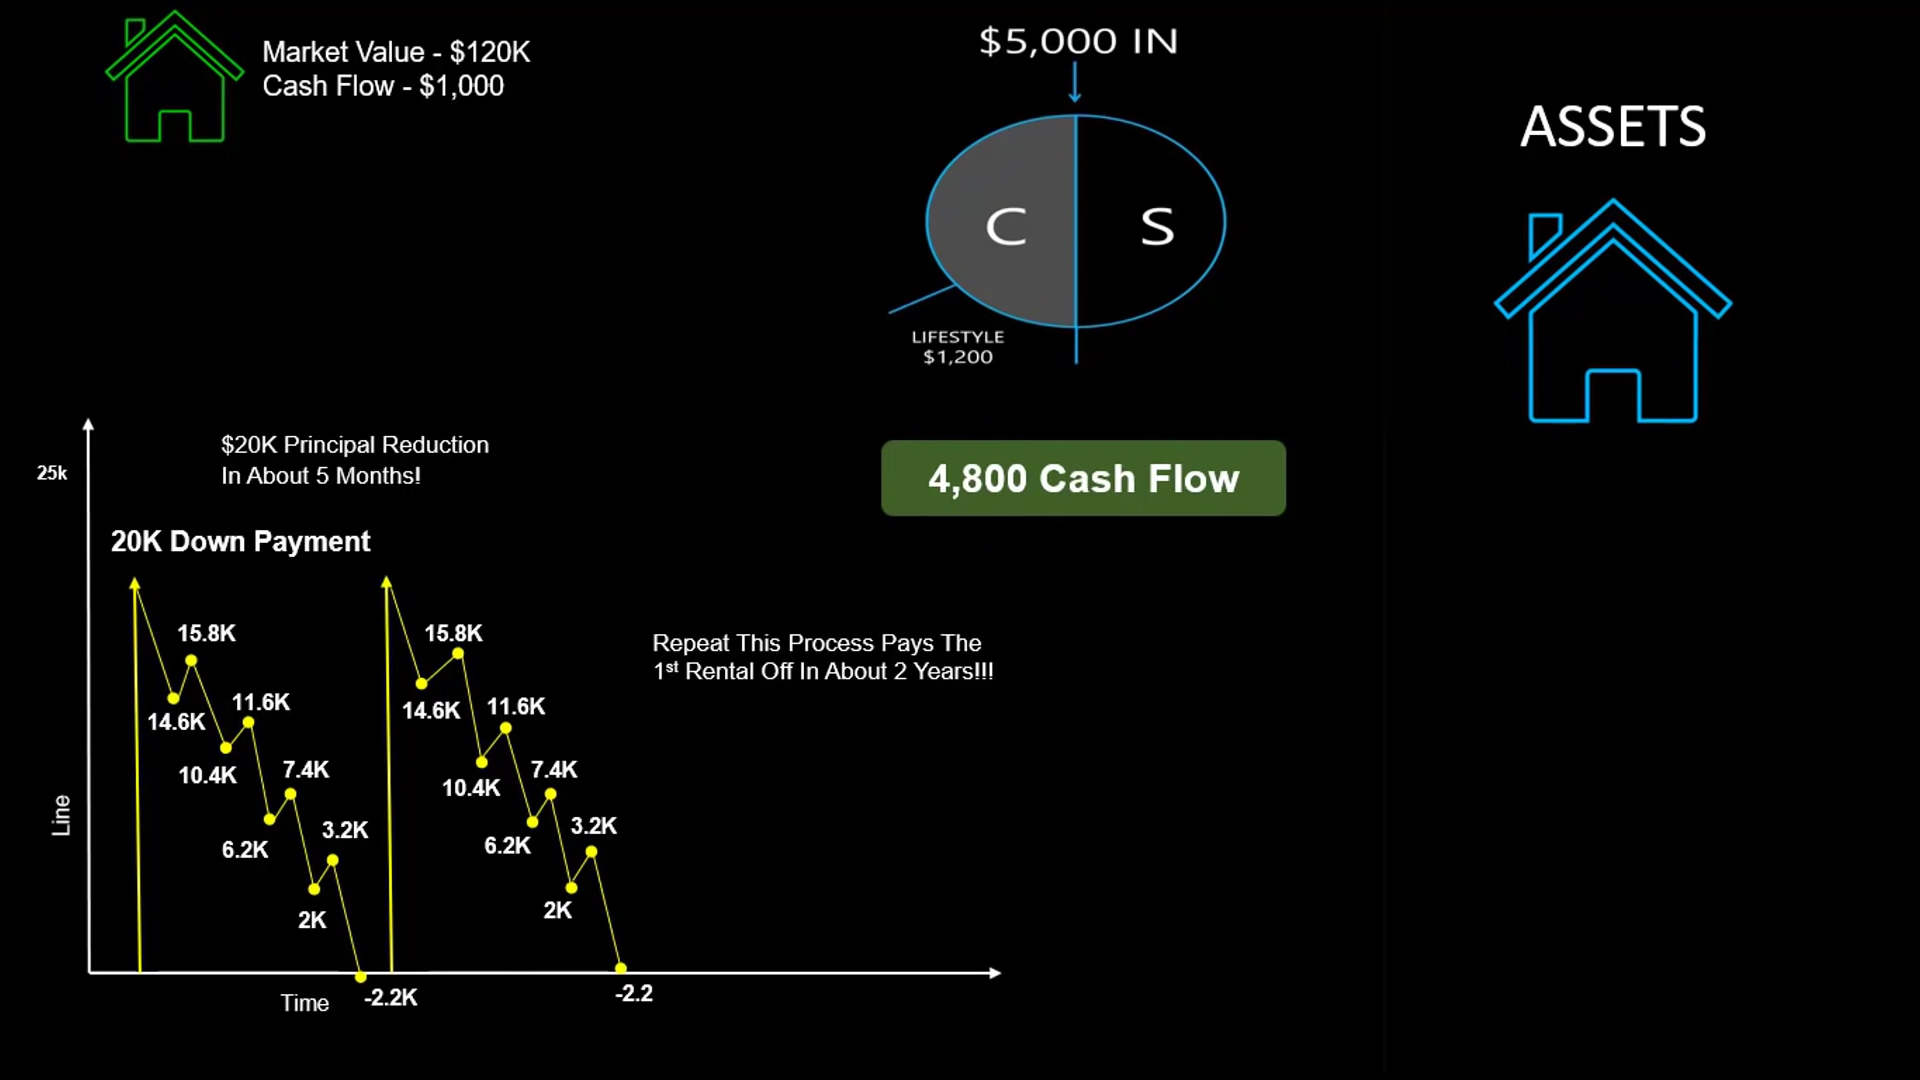 Market Value - $120K
Cash Flow - $1,000
$5,000 IN
C
S
LIFESTYLE
$1,200
ASSETS
4,800 Cash Flow
$20K Principal Reduction
In About 5 Months!
25k
20K Down Payment
15.8K
14.6K
11.6K
10.4K
7.4K
6.2K
3.2K
2K
-2.2K
15.8K
14.6K
11.6K
10.4K
7.4K
6.2K
3.2K
2K
-2.2
Repeat This Process Pays The
1st Rental Off In About 2 Years!!!
Line
Time